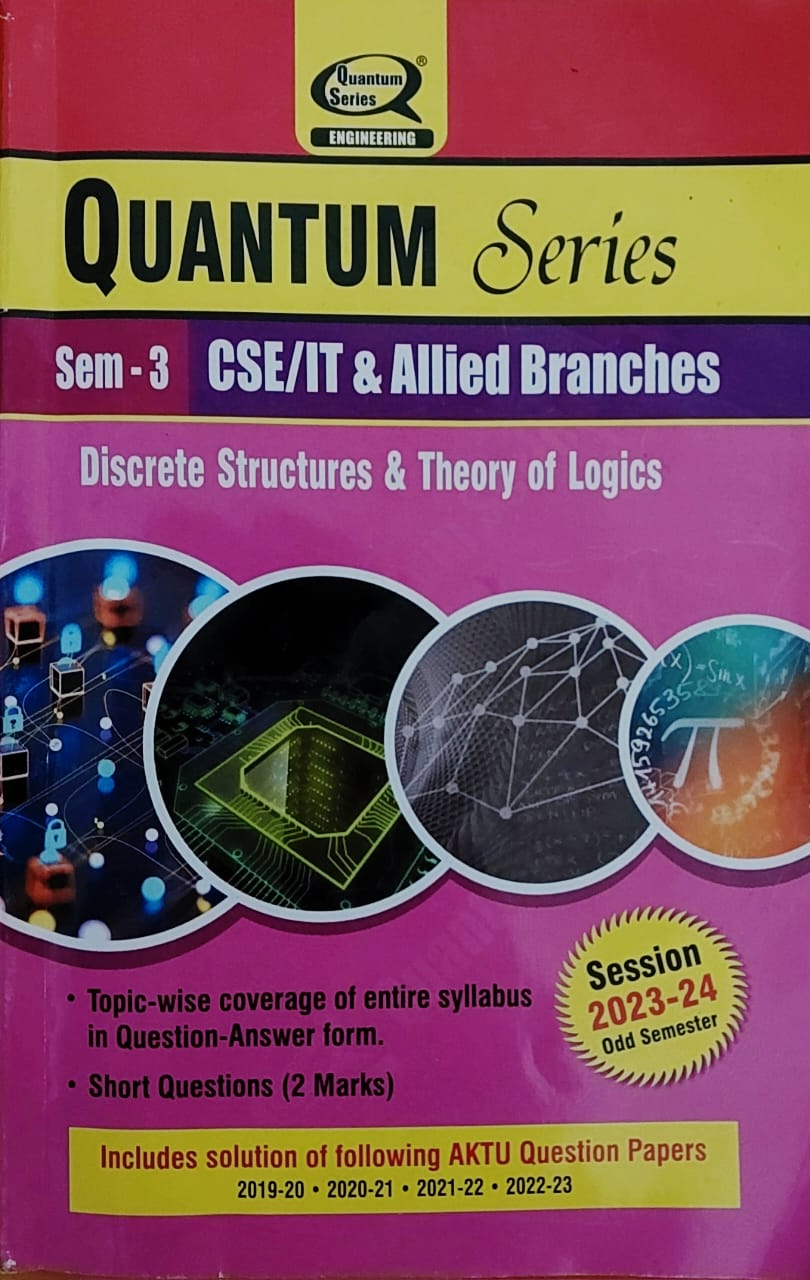 Quantum
Series
®
ENGINEERING
QUANTUM Series
Sem - 3 CSE/IT & Allied Branches
Discrete Structures & Theory of Logics
• Topic-wise coverage of entire syllabus
in Question-Answer form.
• Short Questions (2 Marks)
Session
2023-24
Odd Semester
Includes solution of following AKTU Question Papers
2019-20 • 2020-21 • 2021-22 • 2022-23
π